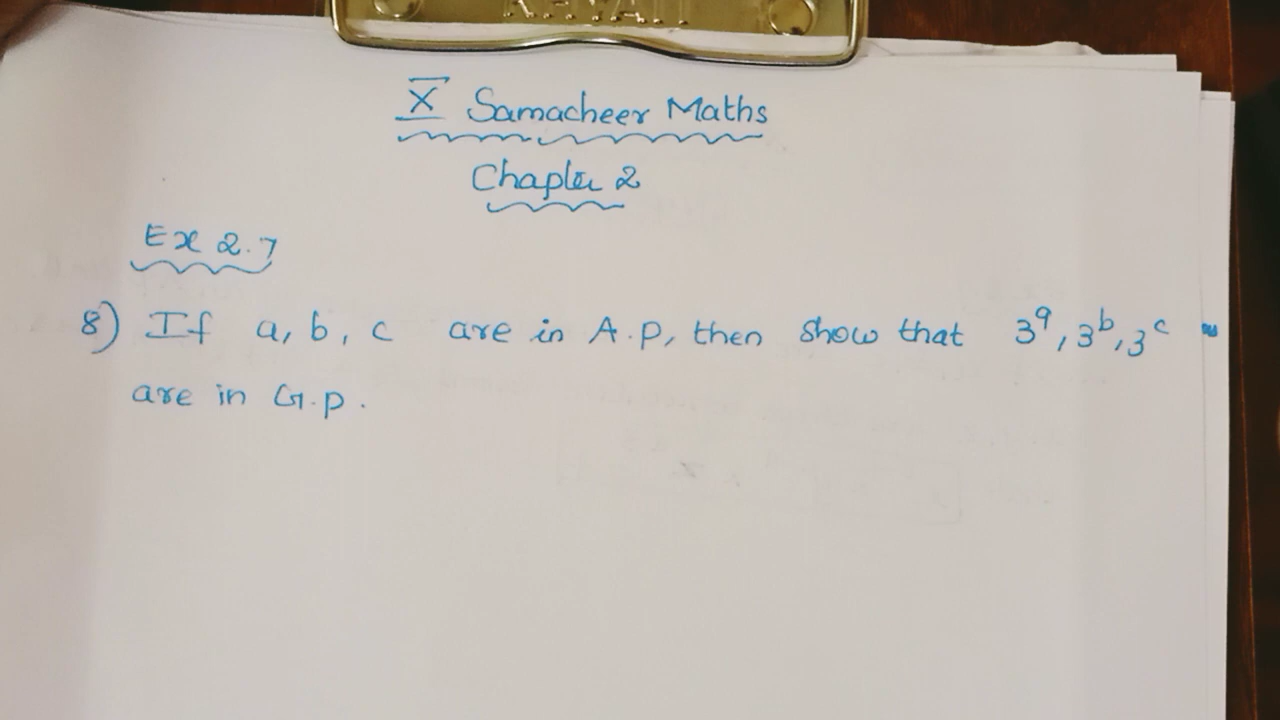 X Samacheer Maths
Chapter 2
Ex 2.7
8) If a, b, c are in A.P, then show that 3^a, 3^b, 3^c
are in G.P.